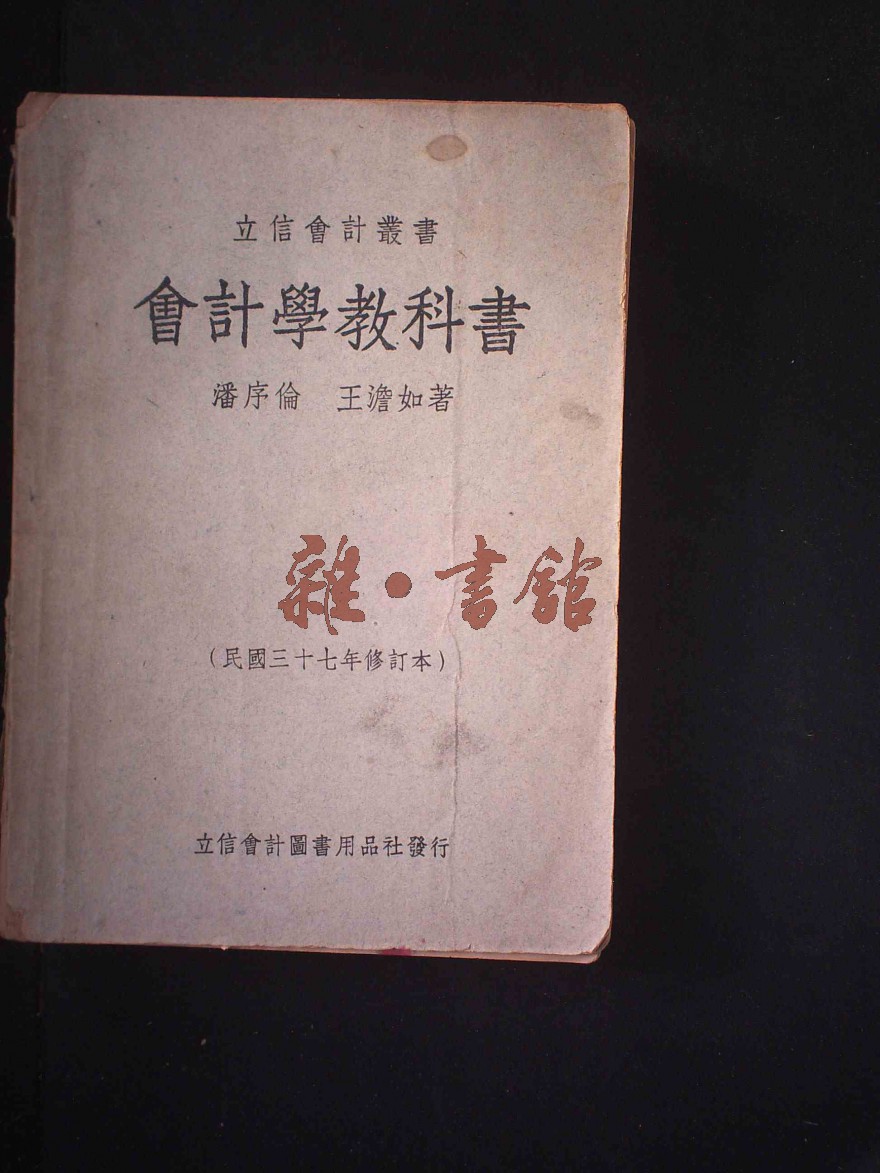 立信會計叢書
會計學教科書
潘序倫　王澹如著
雜·書館
（民國三十七年修訂本）
立信會計圖書用品社發行